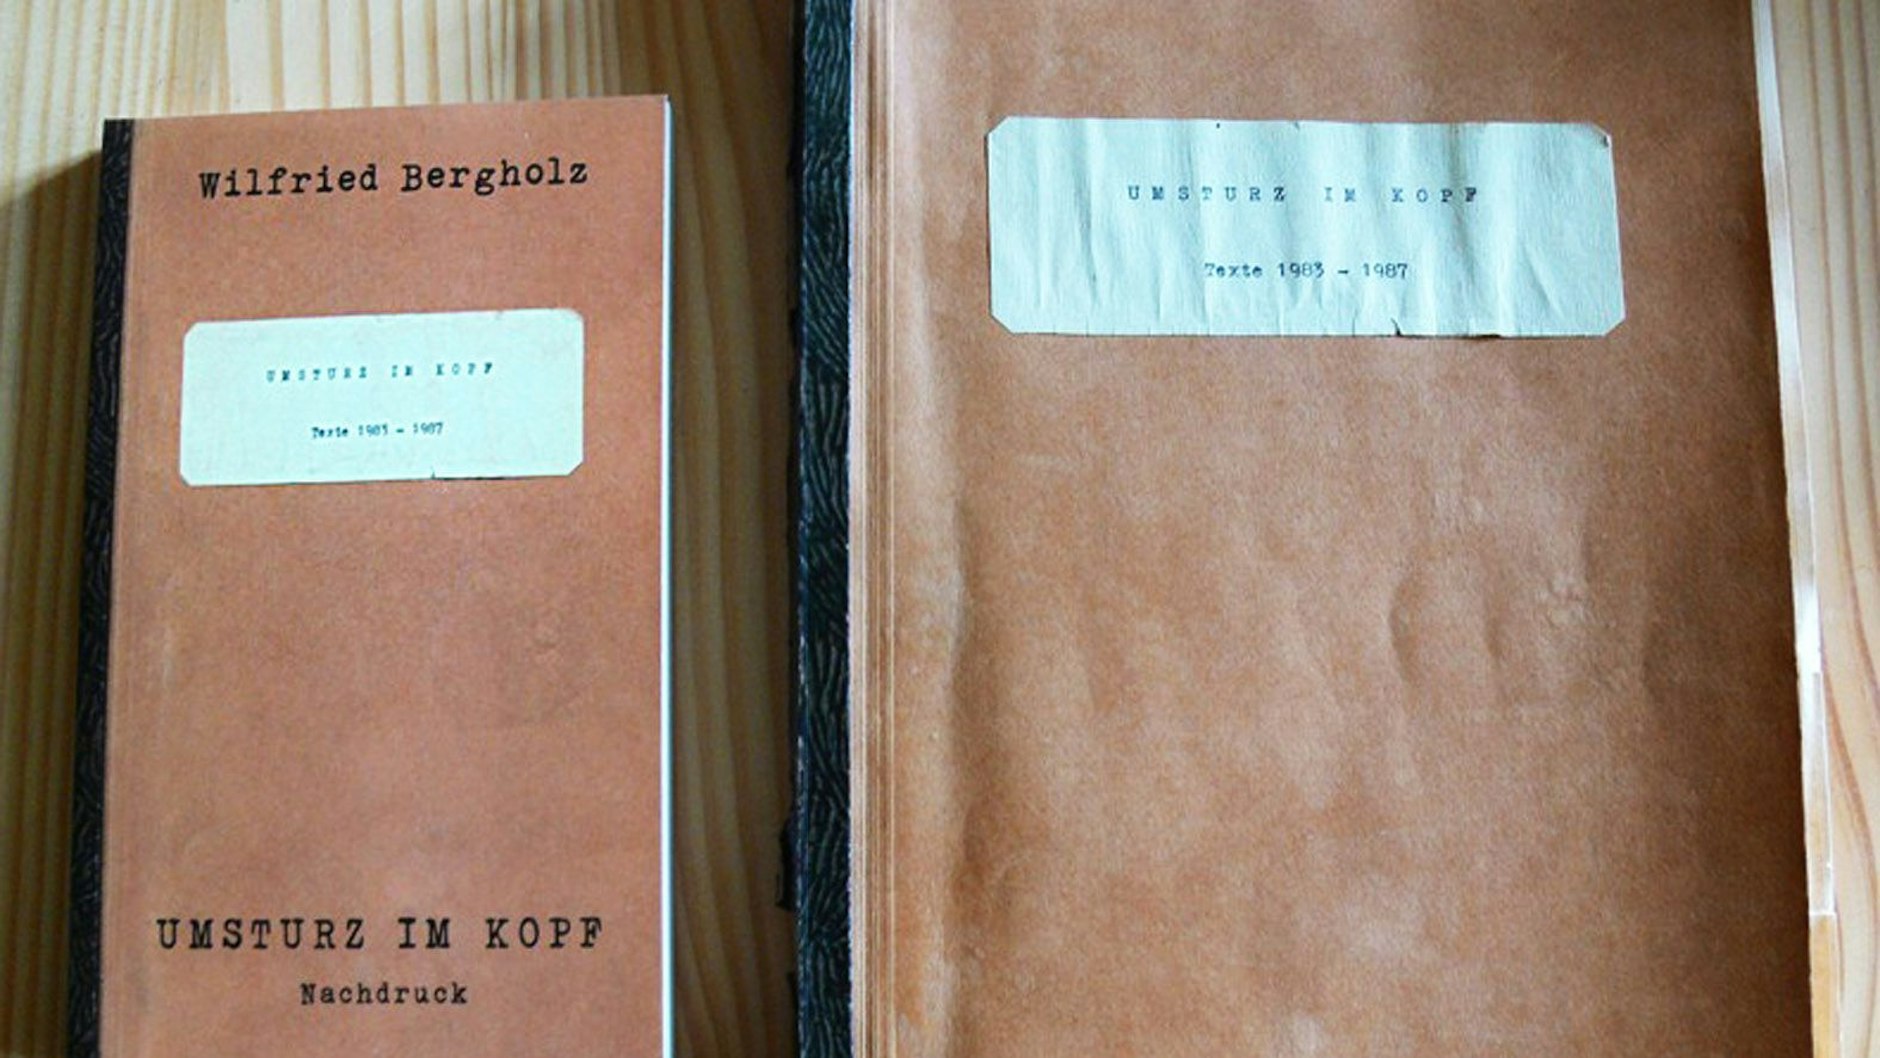 Wilfried Bergholz
UMSTURZ IM KOPF
Texte 1983 - 1987
UMSTURZ IM KOPF
Nachdruck
UMSTURZ IM KOPF
Texte 1983 - 1987